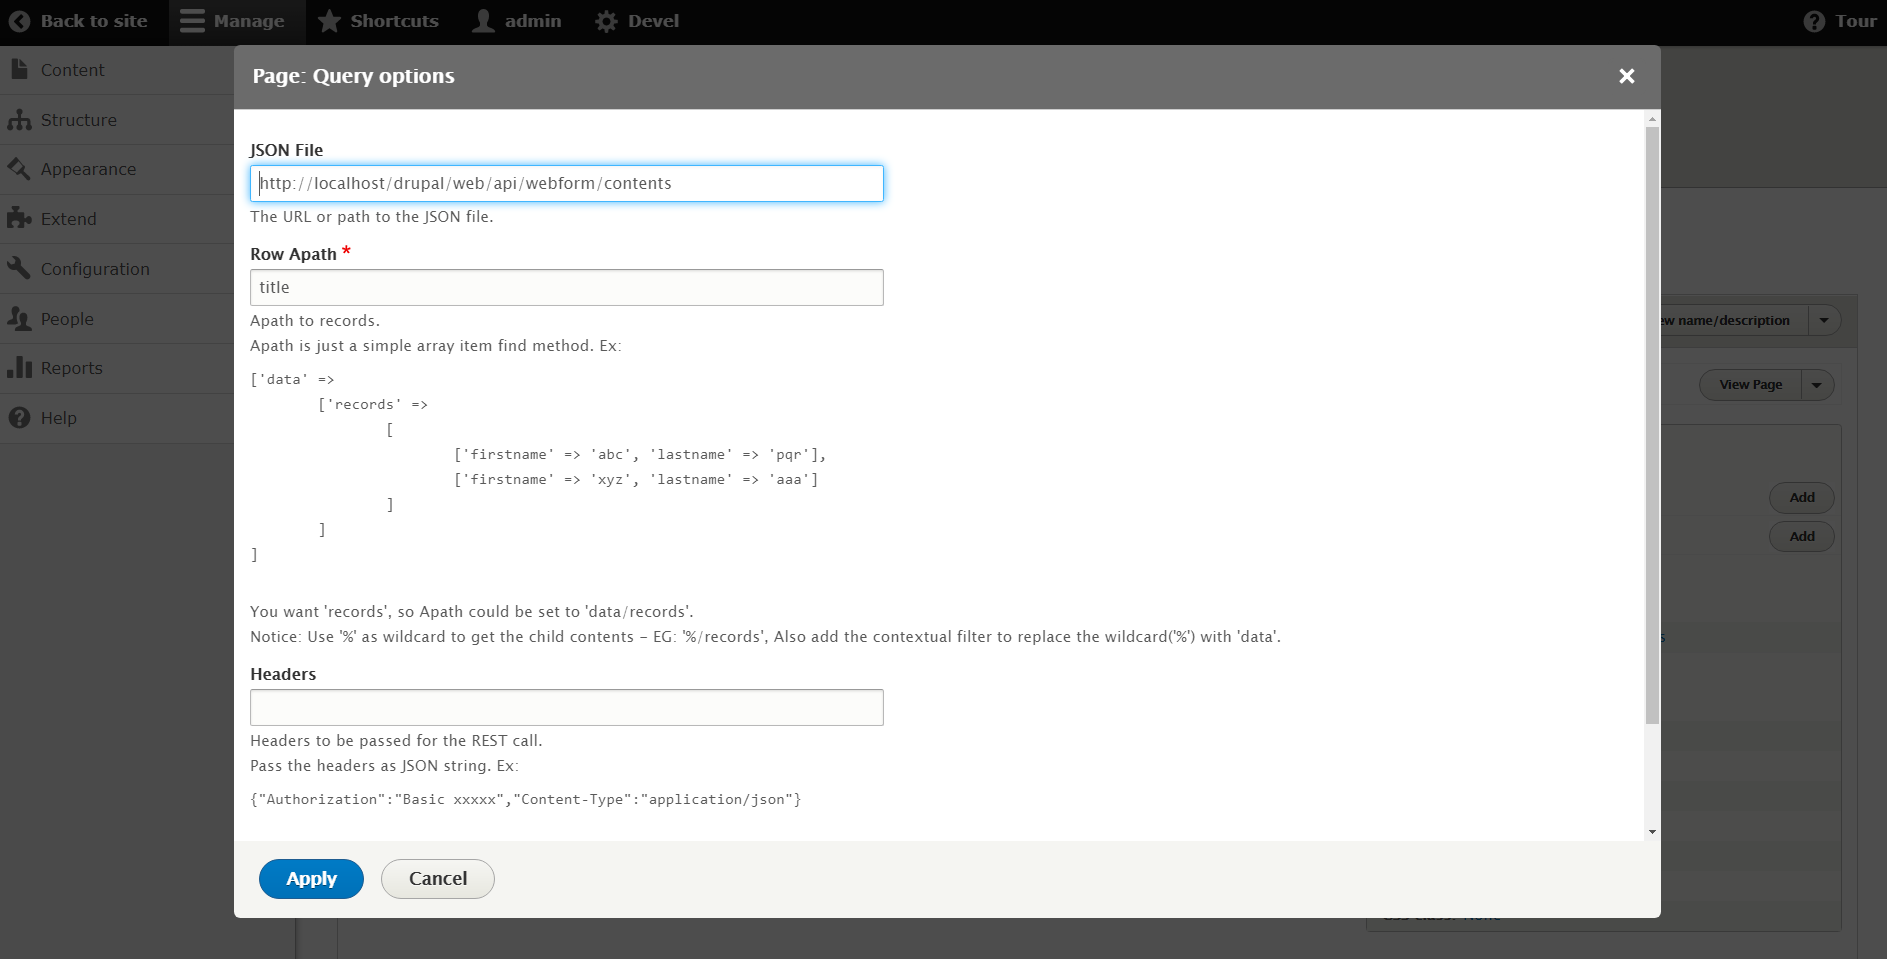 Back to site
Manage
Shortcuts
admin
Devel
Tour
Content
Structure
Appearance
Extend
Configuration
People
Reports
Help
Page: Query options
JSON File
http://localhost/drupal/web/api/webform/contents
The URL or path to the JSON file.
Row Apath *
title
Apath to records.
Apath is just a simple array item find method. Ex:
['data' =>
['records' =>
[
['firstname' => 'abc', 'lastname' => 'pqr'],
['firstname' => 'xyz', 'lastname' => 'aaa']
]
]
]
You want 'records', so Apath could be set to 'data/records'.
Notice: Use '%' as wildcard to get the child contents - EG: '%/records', Also add the contextual filter to replace the wildcard('%') with 'data'.
Headers
Headers to be passed for the REST call.
Pass the headers as JSON string. Ex:
{"Authorization":"Basic xxxxx","Content-Type":"application/json"}
Apply
Cancel
name/description
View Page
Add
Add